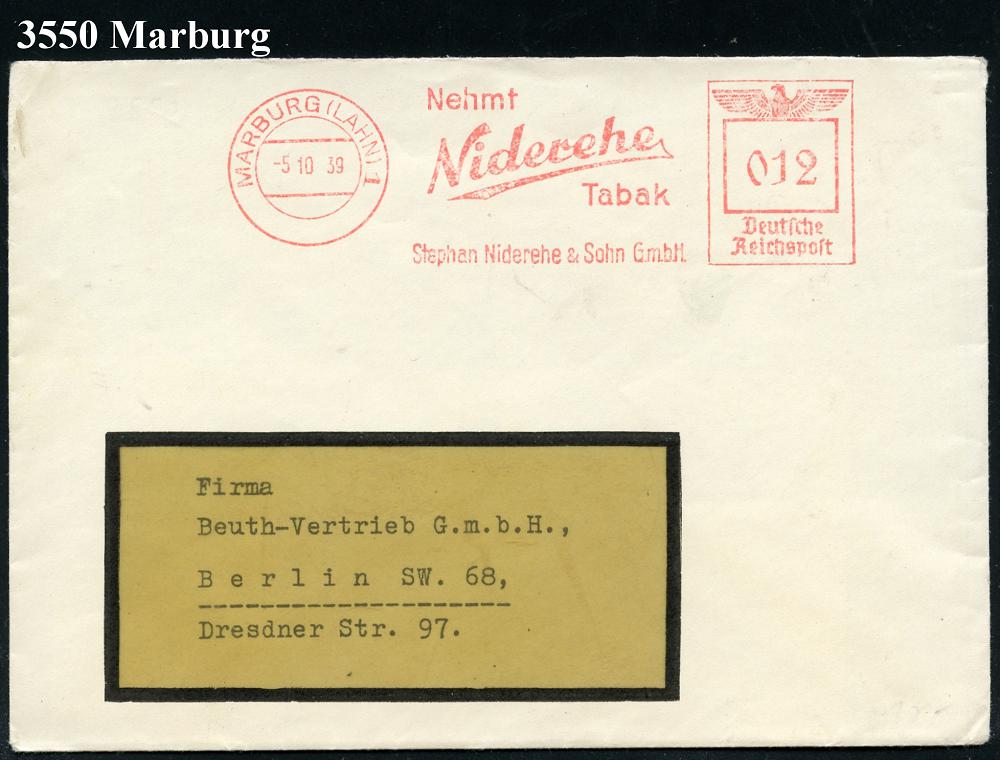 3550 Marburg
MARBURG (LAHN) 1
-5 10 39
Nehmt
Niderehe
Tabak
Stephan Niderehe & Sohn G.m.b.H.
012
Deutsche
Reichspost
Firma
Beuth-Vertrieb G.m.b.H.,
Berlin SW. 68,
Dresdner Str. 97.